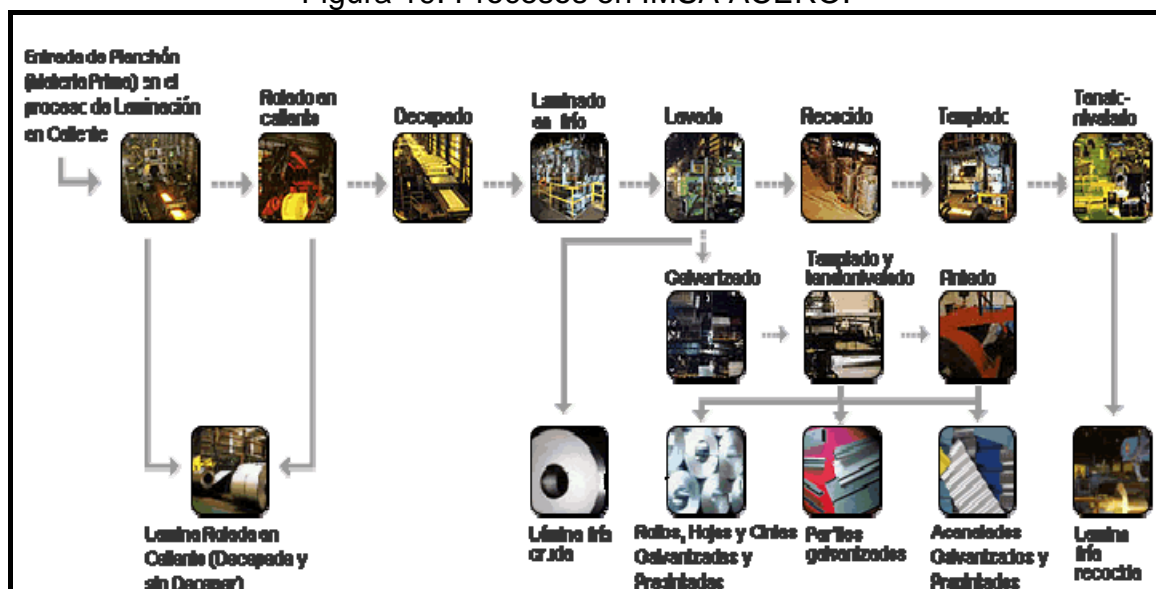 Figura 10. Procesos en IMSA ACERO.
Entrada de Planchón
(Materia Prima) en el
proceso de Laminación
en Caliente
Rolado en
caliente
Decapado
Laminado
en frío
Lavado
Recocido
Templado
Tenso-
nivelado
Galvanizado
Templado y
tensonivelado
Pintado
Lamina Rolada en
Caliente (Decapada y
sin Decapar)
Lámina fría
cruda
Rollos, Hojas y Cintas
Galvanizadas y
Prepintadas
Perfiles
galvanizados
Acanalados
Galvanizados y
Prepintados
Lamina
fría
recocida